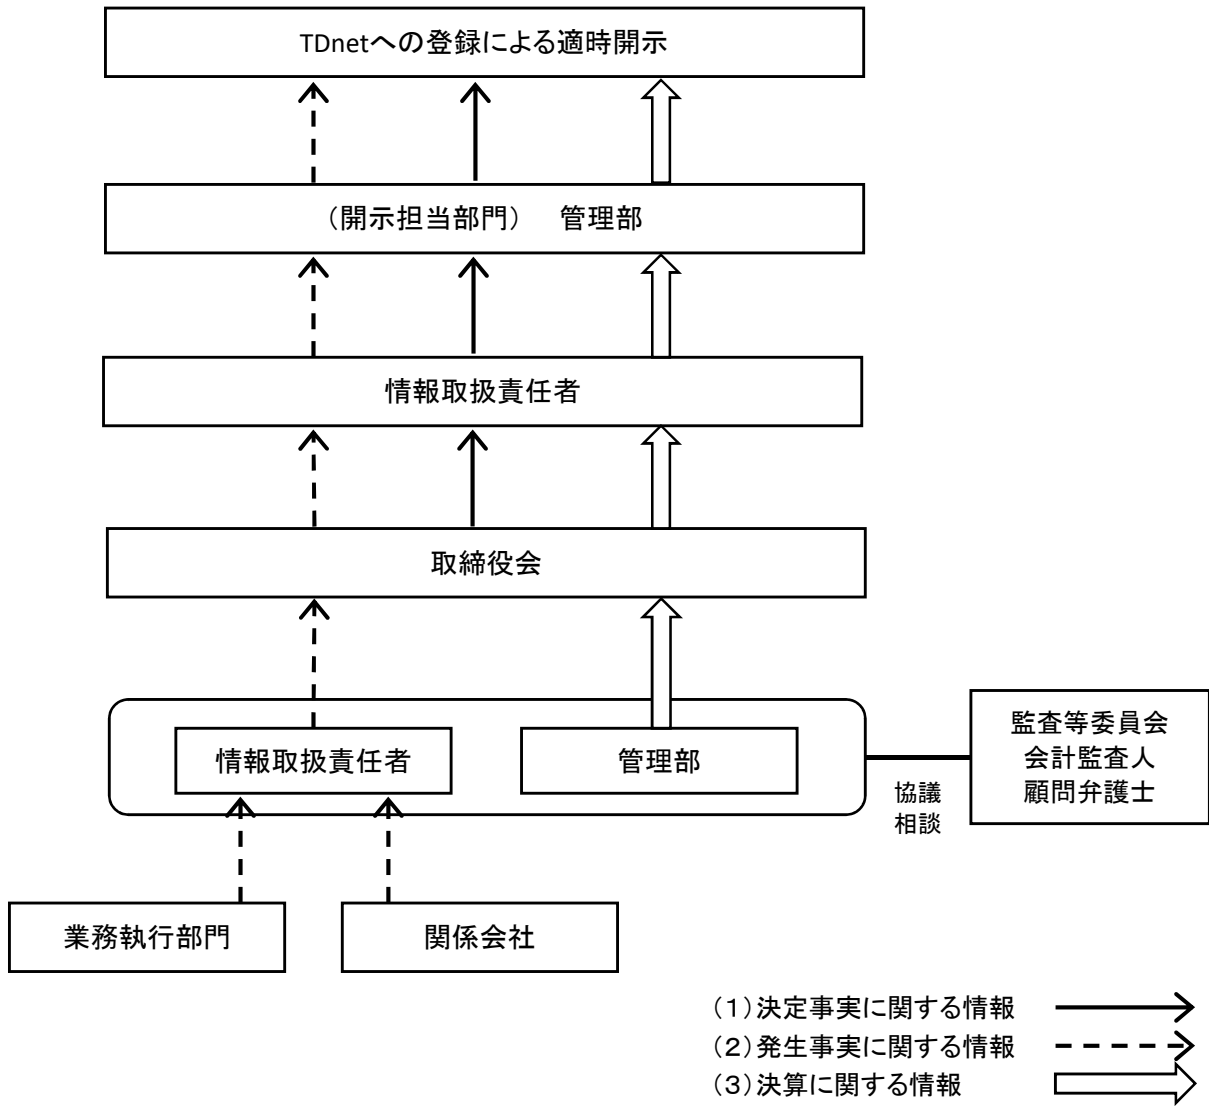 TDnetへの登録による適時開示
（開示担当部門）　管理部
情報取扱責任者
取締役会
情報取扱責任者
管理部
監査等委員会
会計監査人
顧問弁護士
協議
相談
業務執行部門
関係会社
（１）決定事実に関する情報
（２）発生事実に関する情報
（３）決算に関する情報